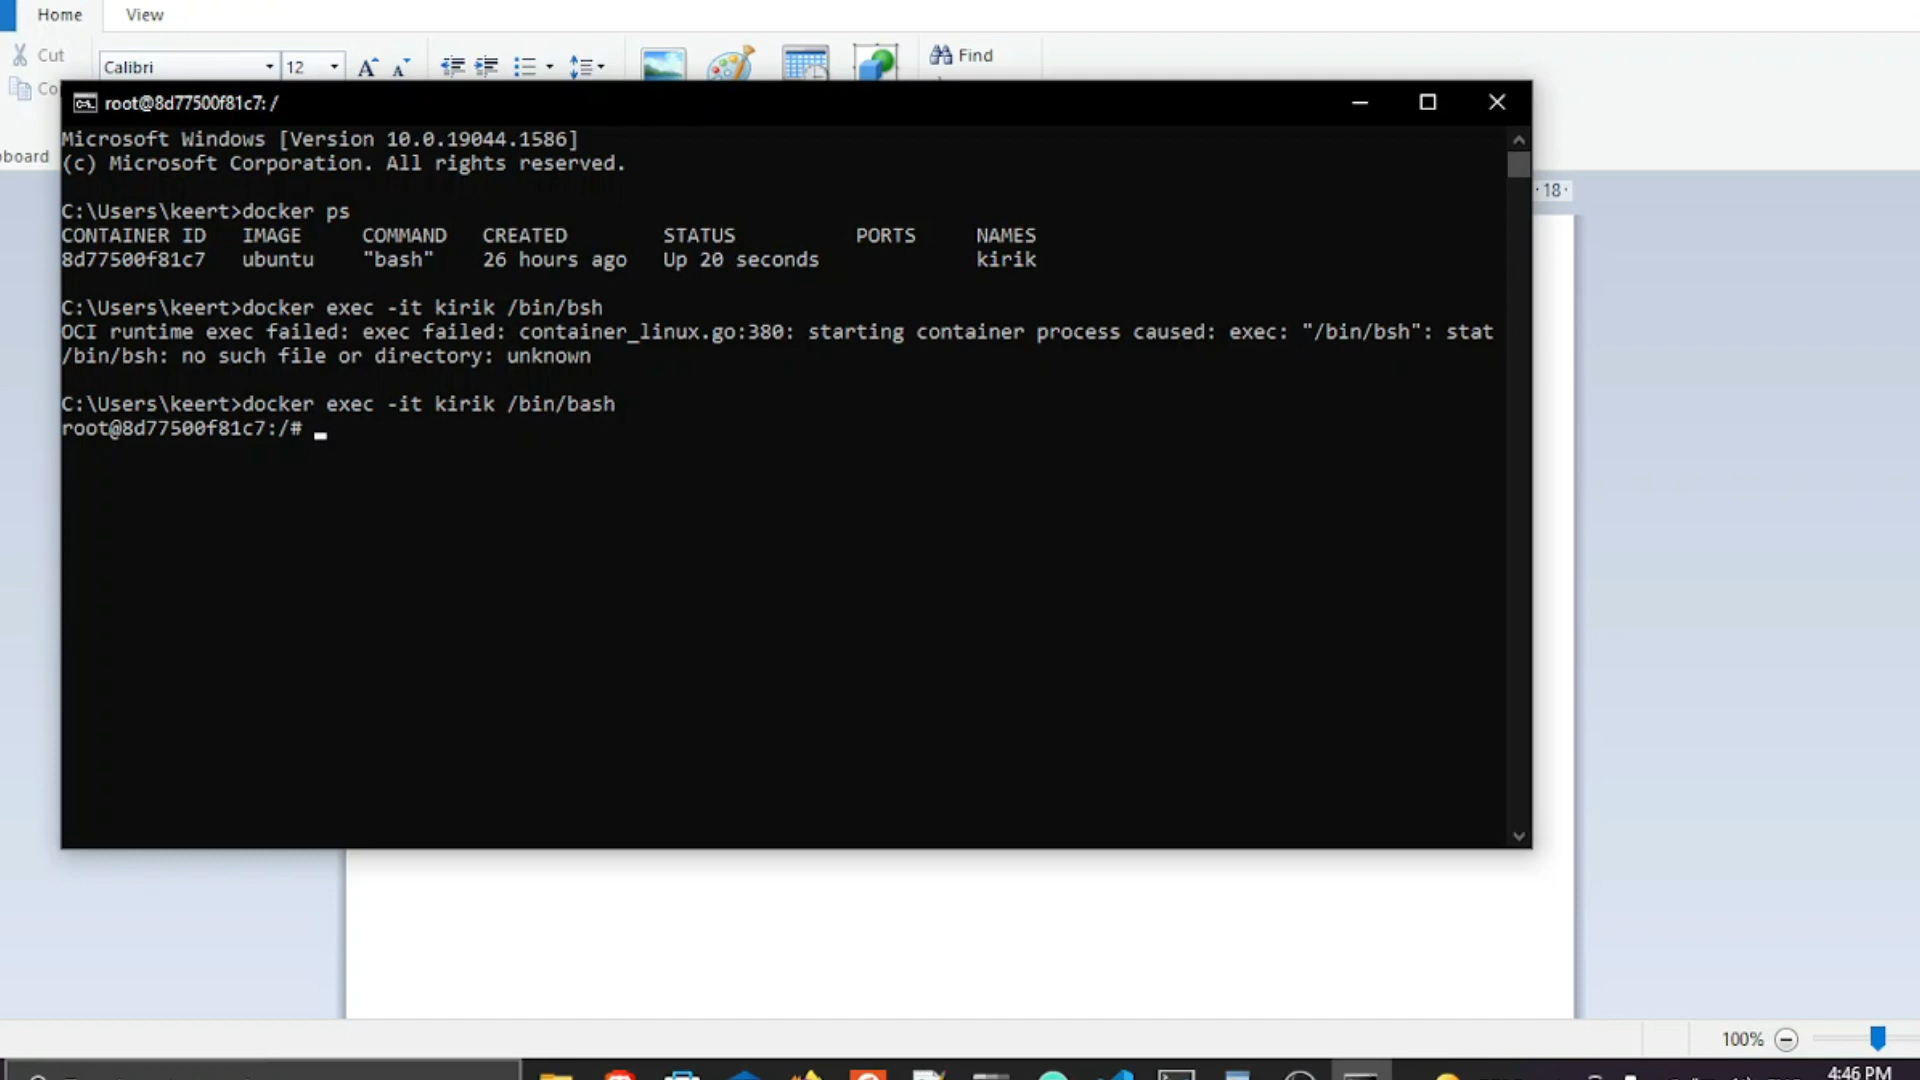 Home View
Cut
Calibri 12
Find
Co
board
root@8d77500f81c7: /
Microsoft Windows [Version 10.0.19044.1586]
(c) Microsoft Corporation. All rights reserved.
·18·
C:\Users\keert>docker ps
CONTAINER ID IMAGE COMMAND CREATED STATUS PORTS NAMES
8d77500f81c7 ubuntu "bash" 26 hours ago Up 20 seconds kirik
C:\Users\keert>docker exec -it kirik /bin/bsh
OCI runtime exec failed: exec failed: container_linux.go:380: starting container process caused: exec: "/bin/bsh": stat
/bin/bsh: no such file or directory: unknown
C:\Users\keert>docker exec -it kirik /bin/bash
root@8d77500f81c7:/#
100%
4:46 PM